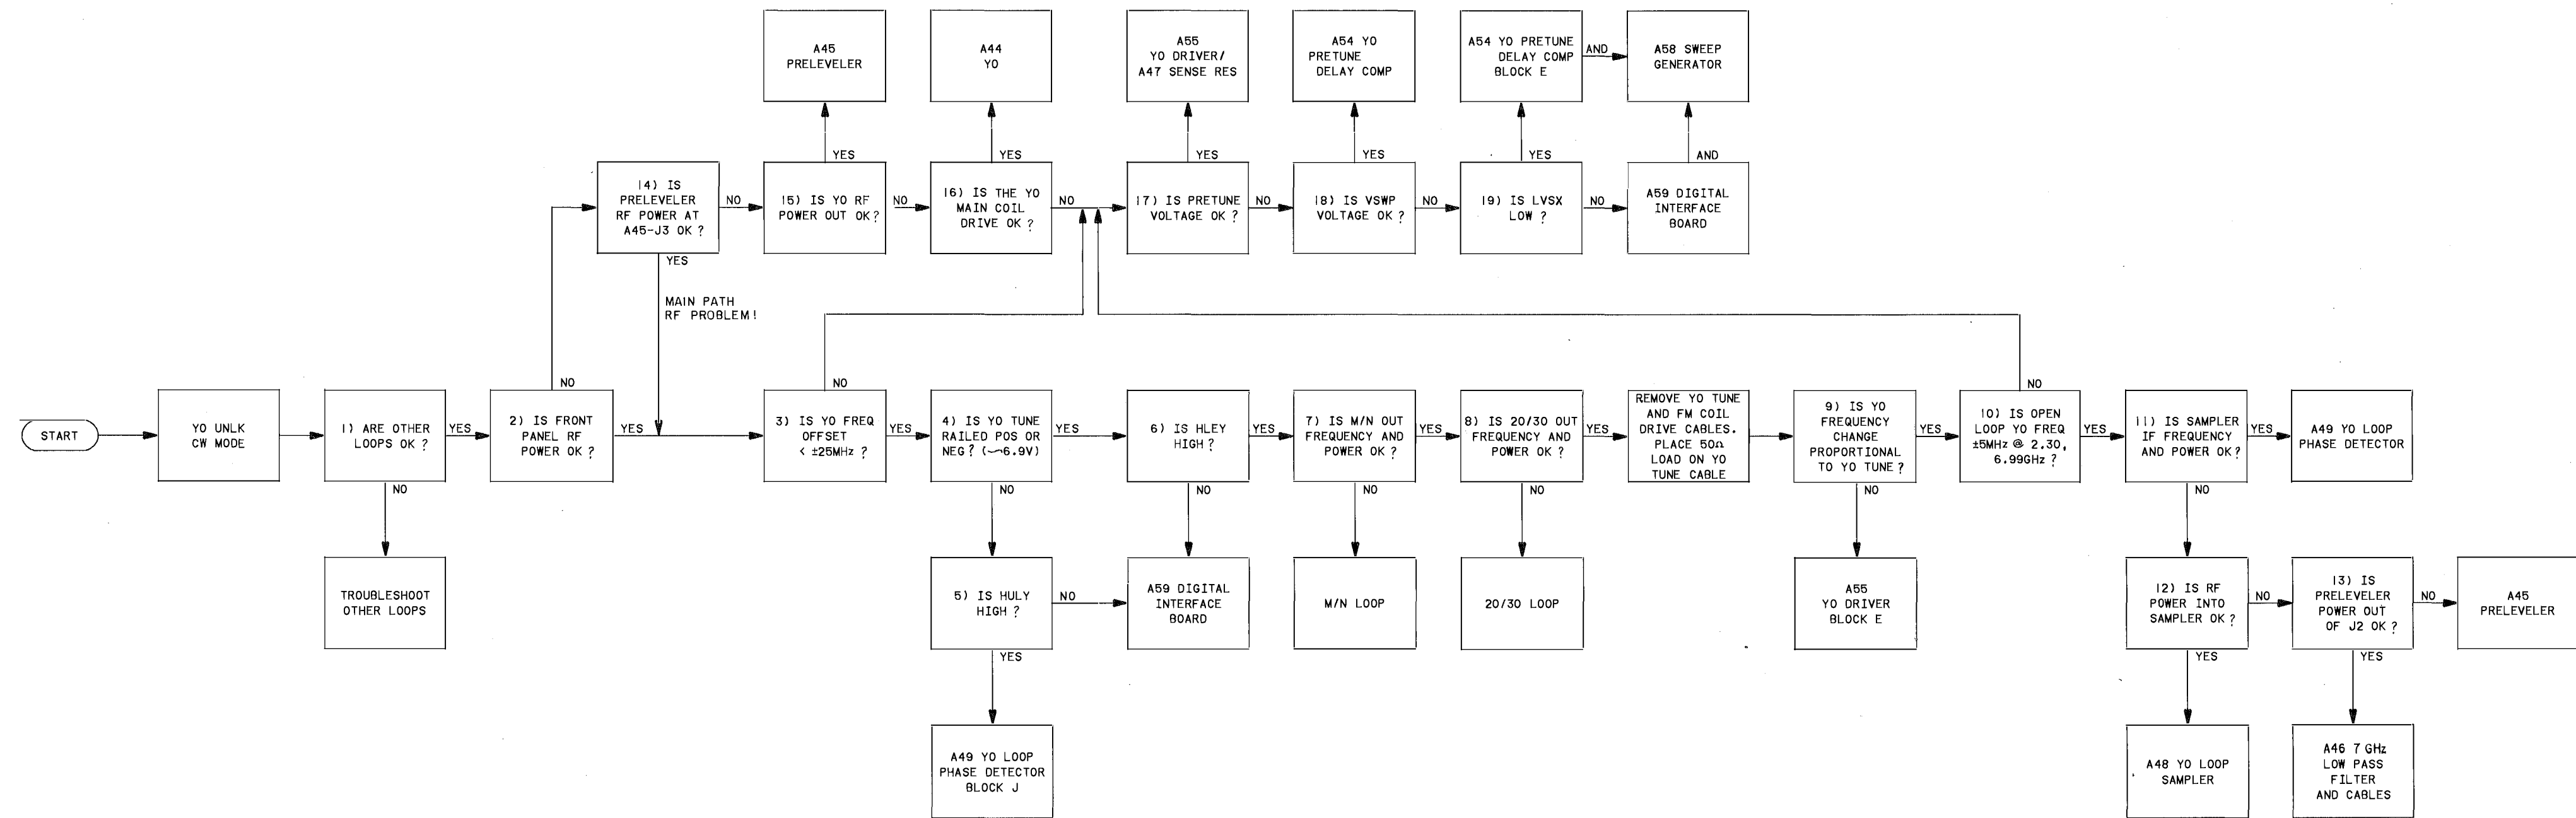 A45
PRELEVELER
A44
YO
A55
YO DRIVER/
A47 SENSE RES
A54 YO
PRETUNE
DELAY COMP
A54 YO PRETUNE
DELAY COMP
BLOCK E
AND
A58 SWEEP
GENERATOR
YES
YES
YES
YES
YES
AND
14) IS
PRELEVELER
RF POWER AT
A45-J3 OK ?
NO
15) IS YO RF
POWER OUT OK?
NO
16) IS THE YO
MAIN COIL
DRIVE OK ?
NO
17) IS PRETUNE
VOLTAGE OK ?
NO
18) IS VSWP
VOLTAGE OK ?
NO
19) IS LVSX
LOW ?
NO
A59 DIGITAL
INTERFACE
BOARD
YES
MAIN PATH
RF PROBLEM!
NO
NO
NO
START
YO UNLK
CW MODE
1) ARE OTHER
LOOPS OK ?
YES
2) IS FRONT
PANEL RF
POWER OK ?
YES
3) IS YO FREQ
OFFSET
< ±25MHz ?
YES
4) IS YO TUNE
RAILED POS OR
NEG ? (~-6.9V)
YES
6) IS HLEY
HIGH ?
YES
7) IS M/N OUT
FREQUENCY AND
POWER OK ?
YES
8) IS 20/30 OUT
FREQUENCY AND
POWER OK ?
YES
REMOVE YO TUNE
AND FM COIL
DRIVE CABLES.
PLACE 50Ω
LOAD ON YO
TUNE CABLE
9) IS YO
FREQUENCY
CHANGE
PROPORTIONAL
TO YO TUNE ?
YES
10) IS OPEN
LOOP YO FREQ
±5MHz @ 2.30,
6.99GHz ?
YES
11) IS SAMPLER
IF FREQUENCY
AND POWER OK?
YES
A49 YO LOOP
PHASE DETECTOR
NO
NO
NO
NO
NO
NO
NO
TROUBLESHOOT
OTHER LOOPS
5) IS HULY
HIGH ?
NO
A59 DIGITAL
INTERFACE
BOARD
M/N LOOP
20/30 LOOP
A55
YO DRIVER
BLOCK E
12) IS RF
POWER INTO
SAMPLER OK ?
NO
13) IS
PRELEVELER
POWER OUT
OF J2 OK ?
NO
A45
PRELEVELER
YES
YES
YES
A49 YO LOOP
PHASE DETECTOR
BLOCK J
A48 YO LOOP
SAMPLER
A46 7 GHz
LOW PASS
FILTER
AND CABLES